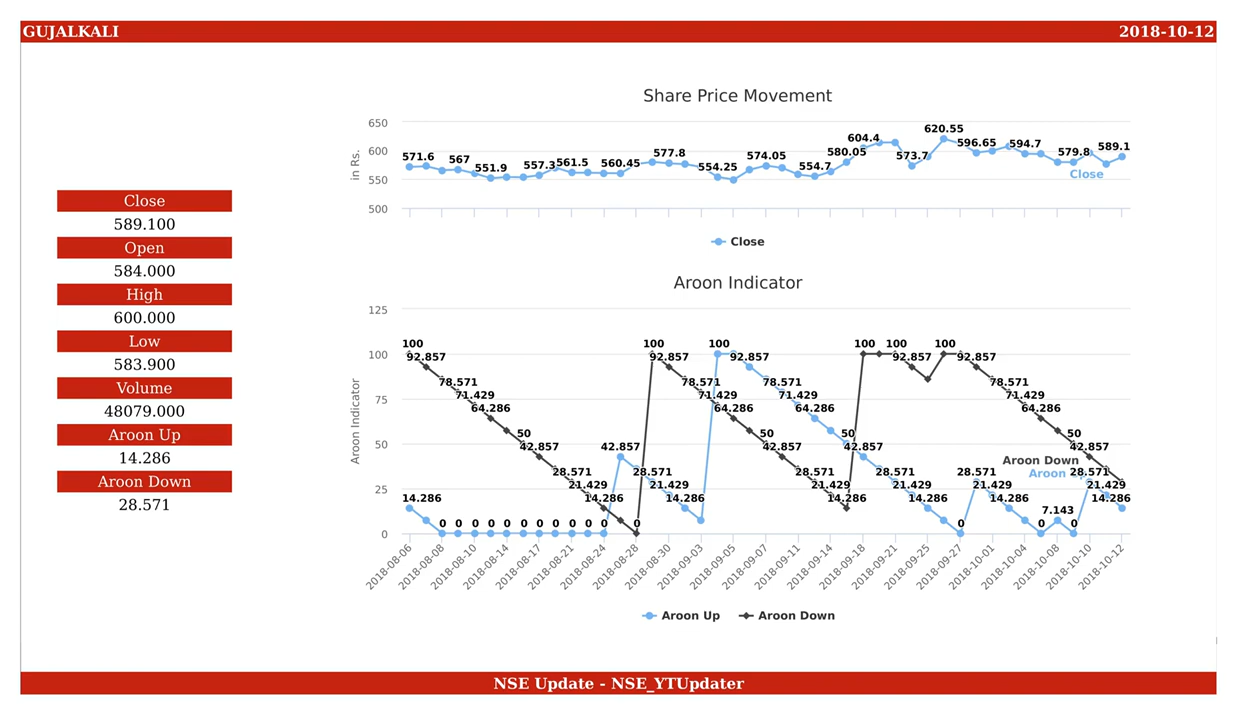 GUJALKALI 2018-10-12
Close
589.100
Open
584.000
High
600.000
Low
583.900
Volume
48079.000
Aroon Up
14.286
Aroon Down
28.571
Share Price Movement
in Rs.
650
600
550
500
571.6 567 551.9 557.3 561.5 560.45 577.8 554.25 574.05 554.7 580.05 604.4 573.7 620.55 596.65 594.7 579.8 589.1
Close
Close
Aroon Indicator
Aroon Indicator
125
100
75
50
25
0
100 100 100 100 100 100
92.857 92.857 92.857 92.857 92.857
78.571 78.571 78.571 78.571
71.429 71.429 71.429 71.429
64.286 64.286 64.286 64.286
50 50 50 50
42.857 42.857 42.857 42.857 42.857
Aroon Down
Aroon
28.571 28.571 28.571 28.571 28.571 28.571
21.429 21.429 21.429 21.429 21.429 21.429
14.286 14.286 14.286 14.286 14.286 14.286 14.286
7.143
0 0 0 0 0 0 0 0 0 0 0 0 0 0 0
2018-08-06 2018-08-08 2018-08-10 2018-08-14 2018-08-17 2018-08-21 2018-08-24 2018-08-28 2018-08-30 2018-09-03 2018-09-05 2018-09-07 2018-09-11 2018-09-14 2018-09-18 2018-09-21 2018-09-25 2018-09-27 2018-10-01 2018-10-04 2018-10-08 2018-10-10 2018-10-12
Aroon Up Aroon Down
NSE Update - NSE_YTUpdater